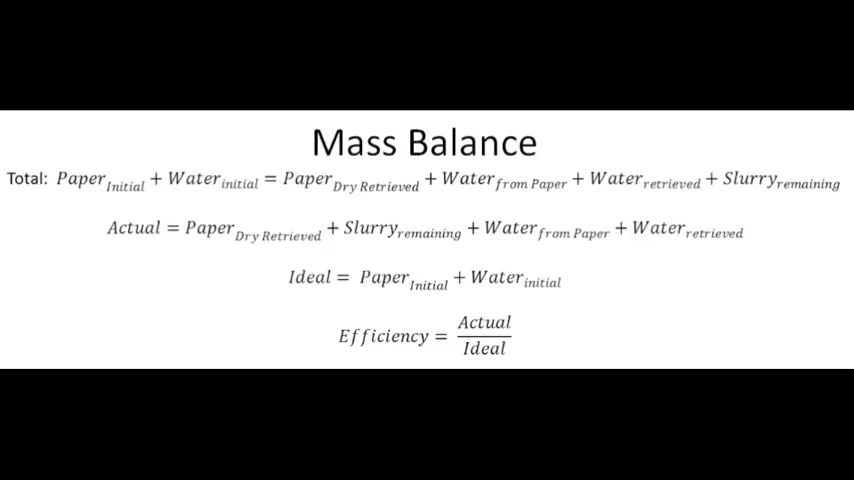 Mass Balance
Total: Paper_Initial + Water_initial = Paper_Dry Retrieved + Water_from Paper + Water_retrieved + Slurry_remaining
Actual = Paper_Dry Retrieved + Slurry_remaining + Water_from Paper + Water_retrieved
Ideal = Paper_Initial + Water_initial
Efficiency = Actual / Ideal